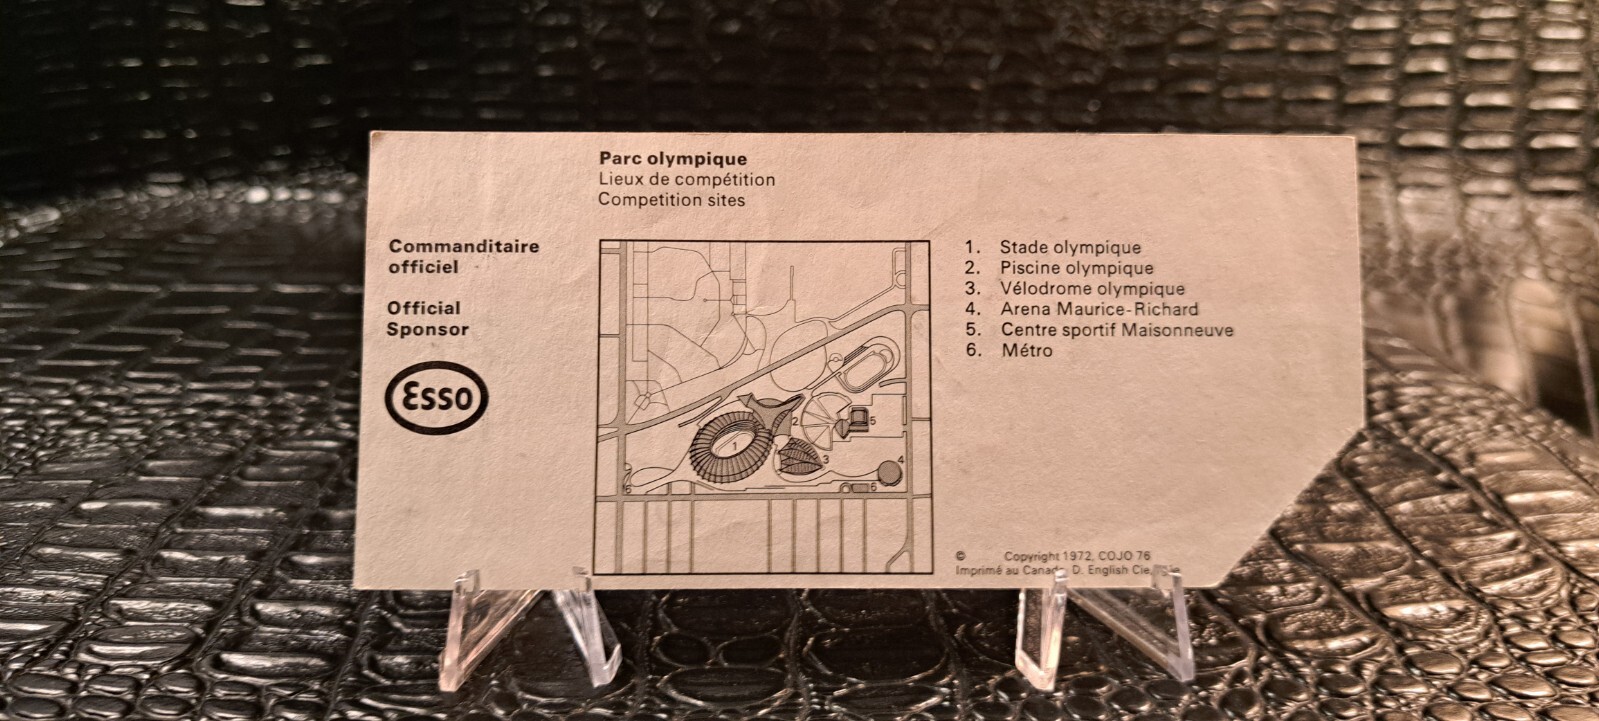 Parc olympique
Lieux de compétition
Competition sites
Commanditaire
officiel
Official
Sponsor
Esso
1. Stade olympique
2. Piscine olympique
3. Vélodrome olympique
4. Arena Maurice-Richard
5. Centre sportif Maisonneuve
6. Métro
1
2
3
4
5
6
6
© Copyright 1972, COJO 76
Imprimé au Canada D. English Cie